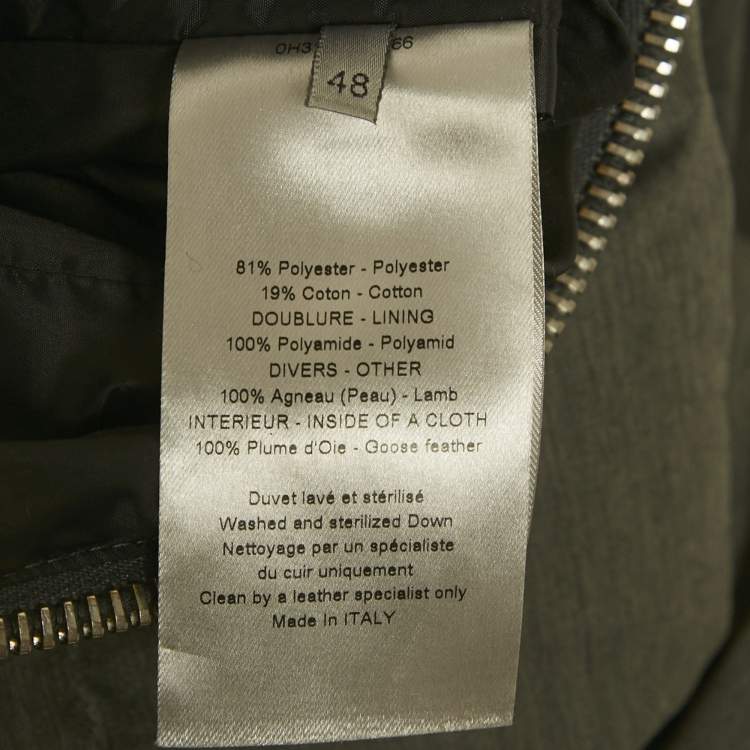 48
81% Polyester - Polyester
19% Coton - Cotton
DOUBLURE - LINING
100% Polyamide - Polyamid
DIVERS - OTHER
100% Agneau (Peau) - Lamb
INTERIEUR - INSIDE OF A CLOTH
100% Plume d'Oie - Goose feather
Duvet lavé et stérilisé
Washed and sterilized Down
Nettoyage par un spécialiste
du cuir uniquement
Clean by a leather specialist only
Made In ITALY